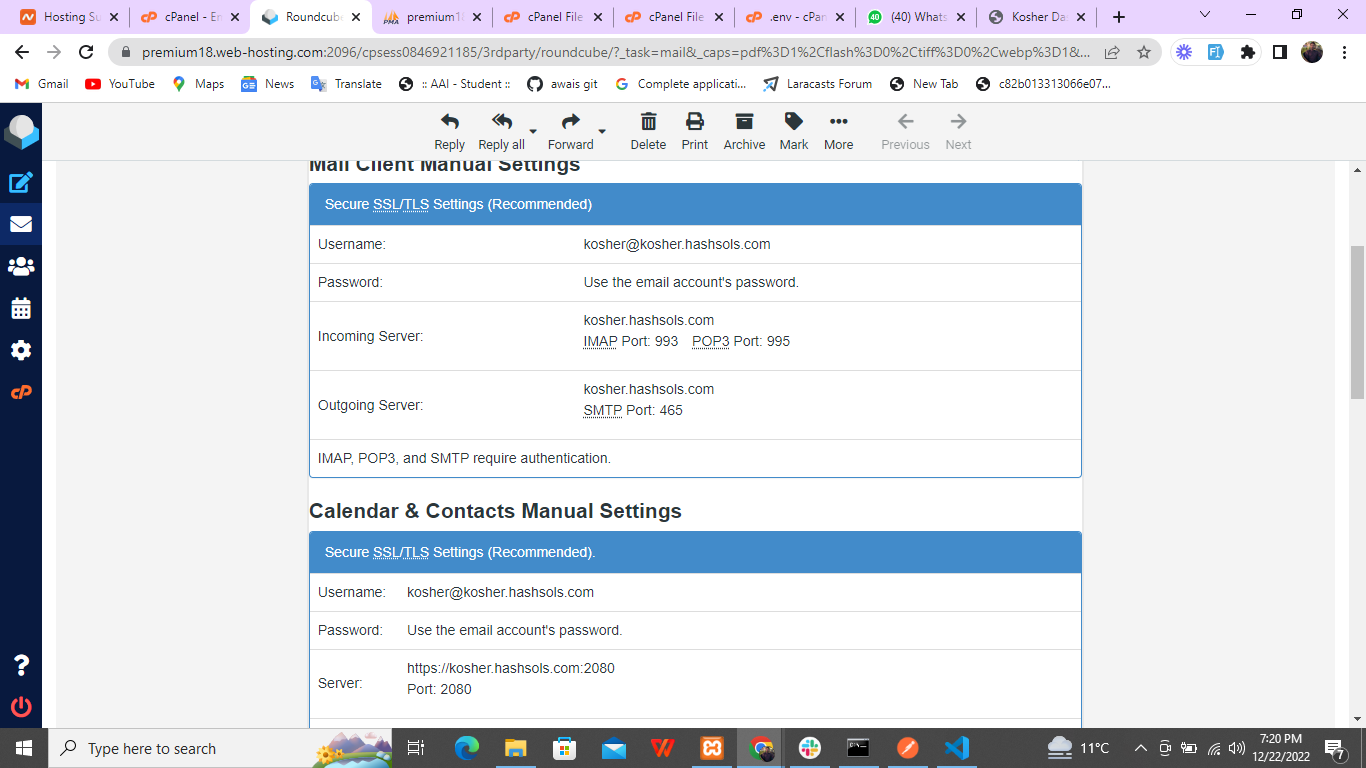 Hosting Su
cPanel - Em
Roundcube
premium1
cPanel File
cPanel File
.env - cPan
(40) Whats
Kosher Da
premium18.web-hosting.com:2096/cpsess0846921185/3rdparty/roundcube/?_task=mail&_caps=pdf%3D1%2Cflash%3D0%2Ctiff%3D0%2Cwebp%3D1&...
Gmail
YouTube
Maps
News
Translate
:: AAI - Student ::
awais git
Complete applicati...
Laracasts Forum
New Tab
c82b013313066e07...
Reply
Reply all
Forward
Delete
Print
Archive
Mark
More
Previous
Next
Mail Client Manual Settings
Secure SSL/TLS Settings (Recommended)
Username: kosher@kosher.hashsols.com
Password: Use the email account's password.
Incoming Server: kosher.hashsols.com
IMAP Port: 993 POP3 Port: 995
Outgoing Server: kosher.hashsols.com
SMTP Port: 465
IMAP, POP3, and SMTP require authentication.
Calendar & Contacts Manual Settings
Secure SSL/TLS Settings (Recommended).
Username: kosher@kosher.hashsols.com
Password: Use the email account's password.
Server: https://kosher.hashsols.com:2080
Port: 2080
Type here to search
11°C
7:20 PM
12/22/2022
7